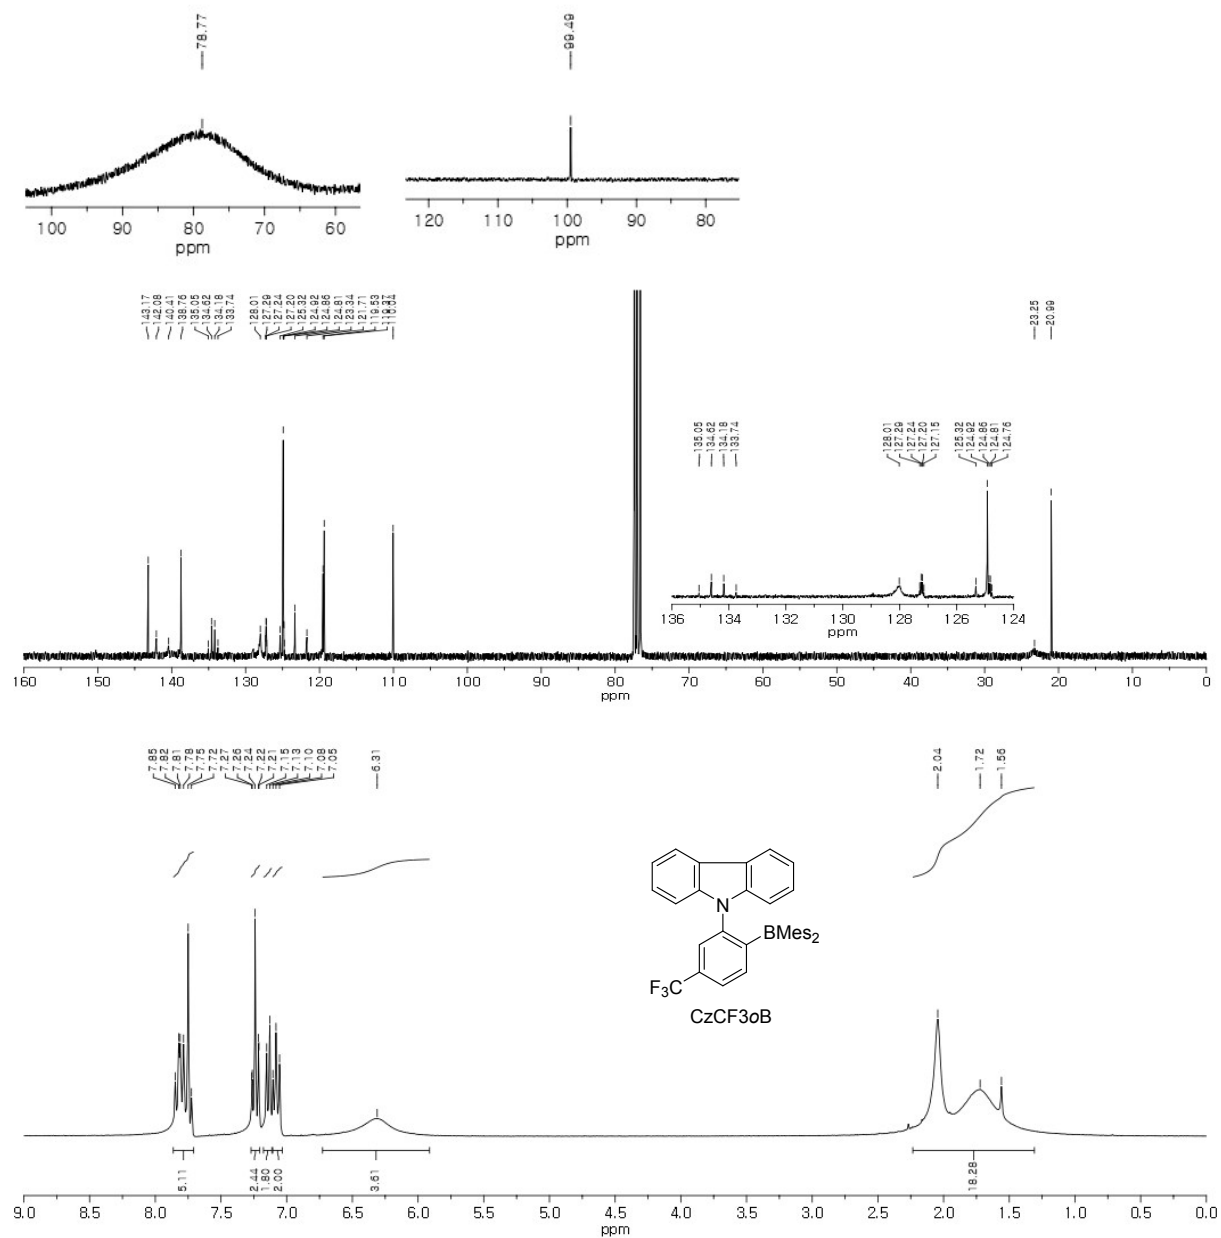 78.77
99.49
100 90 80 70 60
ppm
120 110 100 90 80
ppm
143.17 142.08 140.41 138.76 135.05 134.62 134.18 133.74 128.01 127.29 127.24 127.20 125.32 124.92 124.86 124.81 123.34 121.71 119.53 110.04 23.25 20.99
135.05 134.62 134.18 133.74 128.01 127.29 127.24 127.20 127.15 125.32 124.92 124.86 124.81 124.76
136 134 132 130 128 126 124
ppm
160 150 140 130 120 110 100 90 80 70 60 50 40 30 20 10 0
ppm
7.85 7.82 7.81 7.78 7.75 7.72 7.27 7.26 7.24 7.22 7.21 7.15 7.13 7.10 7.08 7.05 6.31 2.04 1.72 1.56
N
BMes2
F3C
CzCF3oB
5.11 2.44 1.80 2.00 3.61 18.28
9.0 8.5 8.0 7.5 7.0 6.5 6.0 5.5 5.0 4.5 4.0 3.5 3.0 2.5 2.0 1.5 1.0 0.5 0.0
ppm